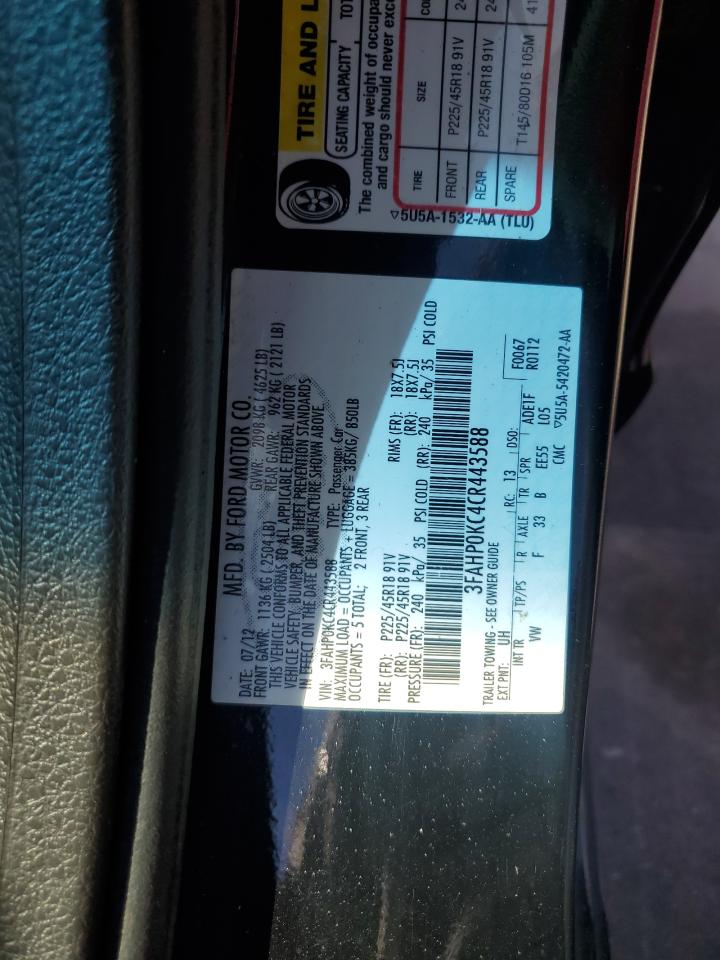 MFD. BY FORD MOTOR CO.
DATE: 07/12 GVWR: 2098 KG ( 4625 LB)
FRONT GAWR: 1136 KG (2504 LB) REAR GAWR: 962 KG ( 2121 LB)
THIS VEHICLE CONFORMS TO ALL APPLICABLE FEDERAL MOTOR
VEHICLE SAFETY, BUMPER, AND THEFT PREVENTION STANDARDS
IN EFFECT ON THE DATE OF MANUFACTURE SHOWN ABOVE.
VIN: 3FAHP0KC4CR443588 TYPE: Passenger Car
MAXIMUM LOAD = OCCUPANTS + LUGGAGE = 385KG/ 850LB
OCCUPANTS = 5 TOTAL: 2 FRONT, 3 REAR
TIRE (FR): P225/45R18 91V RIMS (FR): 18X7.5J
(RR): P225/45R18 91V (RR): 18X7.5J
PRESSURE (FR): 240 kPa/ 35 PSI COLD (RR): 240 kPa/ 35 PSI COLD
3FAHP0KC4CR443588
TRAILER TOWING - SEE OWNER GUIDE
EXT.PNT: UH RC: 13 DSO: F0067
R0112
INT TR TP/PS R AXLE TR SPR ADE1F
VW F 33 B EE55 L05
CMC ▽5U5A-5420472-AA
TIRE AND
SEATING CAPACITY
The combined weight of
and cargo should never
TIRE SIZE
FRONT P225/45R18 91V
REAR P225/45R18 91V
SPARE T145/80D16 105M
▽5U5A-1532-AA (TLU)